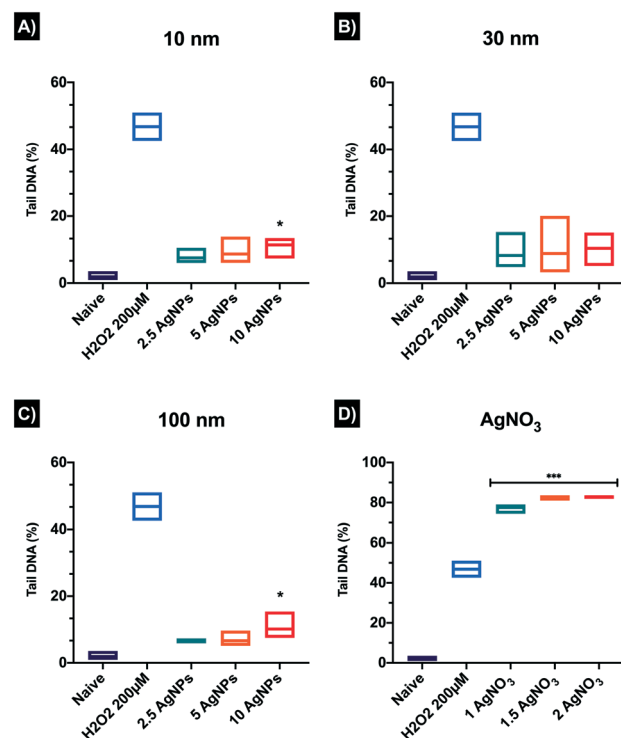 A)
10 nm
60
40
20
0
Tail DNA (%)
*
Naive
H2O2 200µM
2.5 AgNPs
5 AgNPs
10 AgNPs
B)
30 nm
60
40
20
0
Tail DNA (%)
Naive
H2O2 200µM
2.5 AgNPs
5 AgNPs
10 AgNPs
C)
100 nm
60
40
20
0
Tail DNA (%)
*
Naive
H2O2 200µM
2.5 AgNPs
5 AgNPs
10 AgNPs
D)
AgNO₃
100
80
60
40
20
0
Tail DNA (%)
***
Naive
H2O2 200µM
1 AgNO₃
1.5 AgNO₃
2 AgNO₃